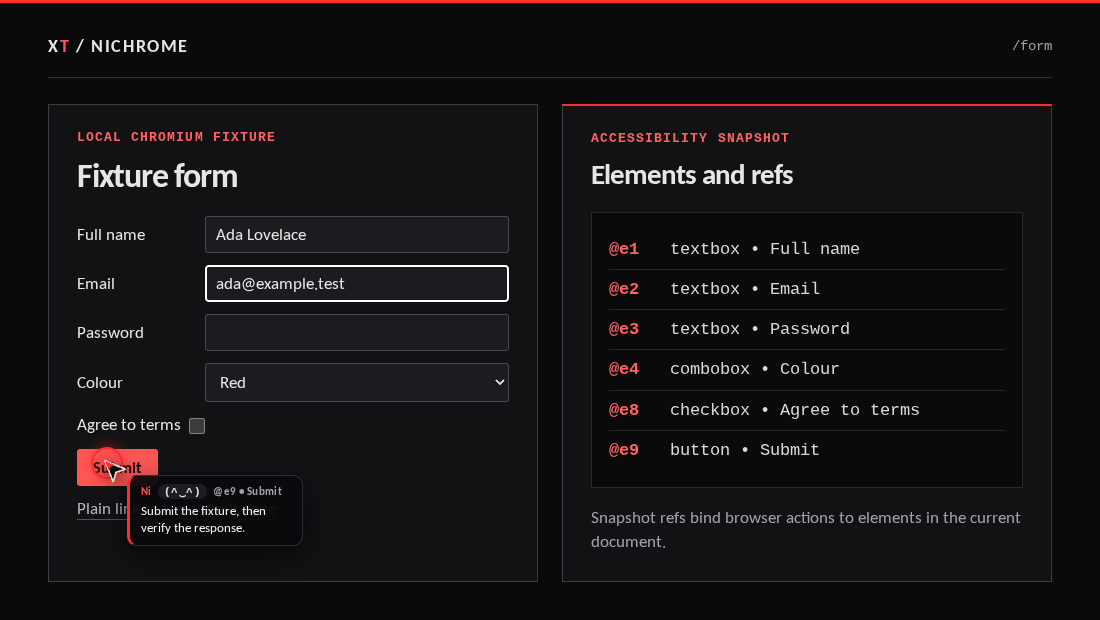 XT / NICHROME
/form
LOCAL CHROMIUM FIXTURE
Fixture form
Full name
Ada Lovelace
Email
ada@example.test
Password
Colour
Red
Agree to terms
Submit
Plain
Ni (^‿^) @e9 • Submit
Submit the fixture, then
verify the response.
ACCESSIBILITY SNAPSHOT
Elements and refs
@e1 textbox • Full name
@e2 textbox • Email
@e3 textbox • Password
@e4 combobox • Colour
@e8 checkbox • Agree to terms
@e9 button • Submit
Snapshot refs bind browser actions to elements in the current
document.